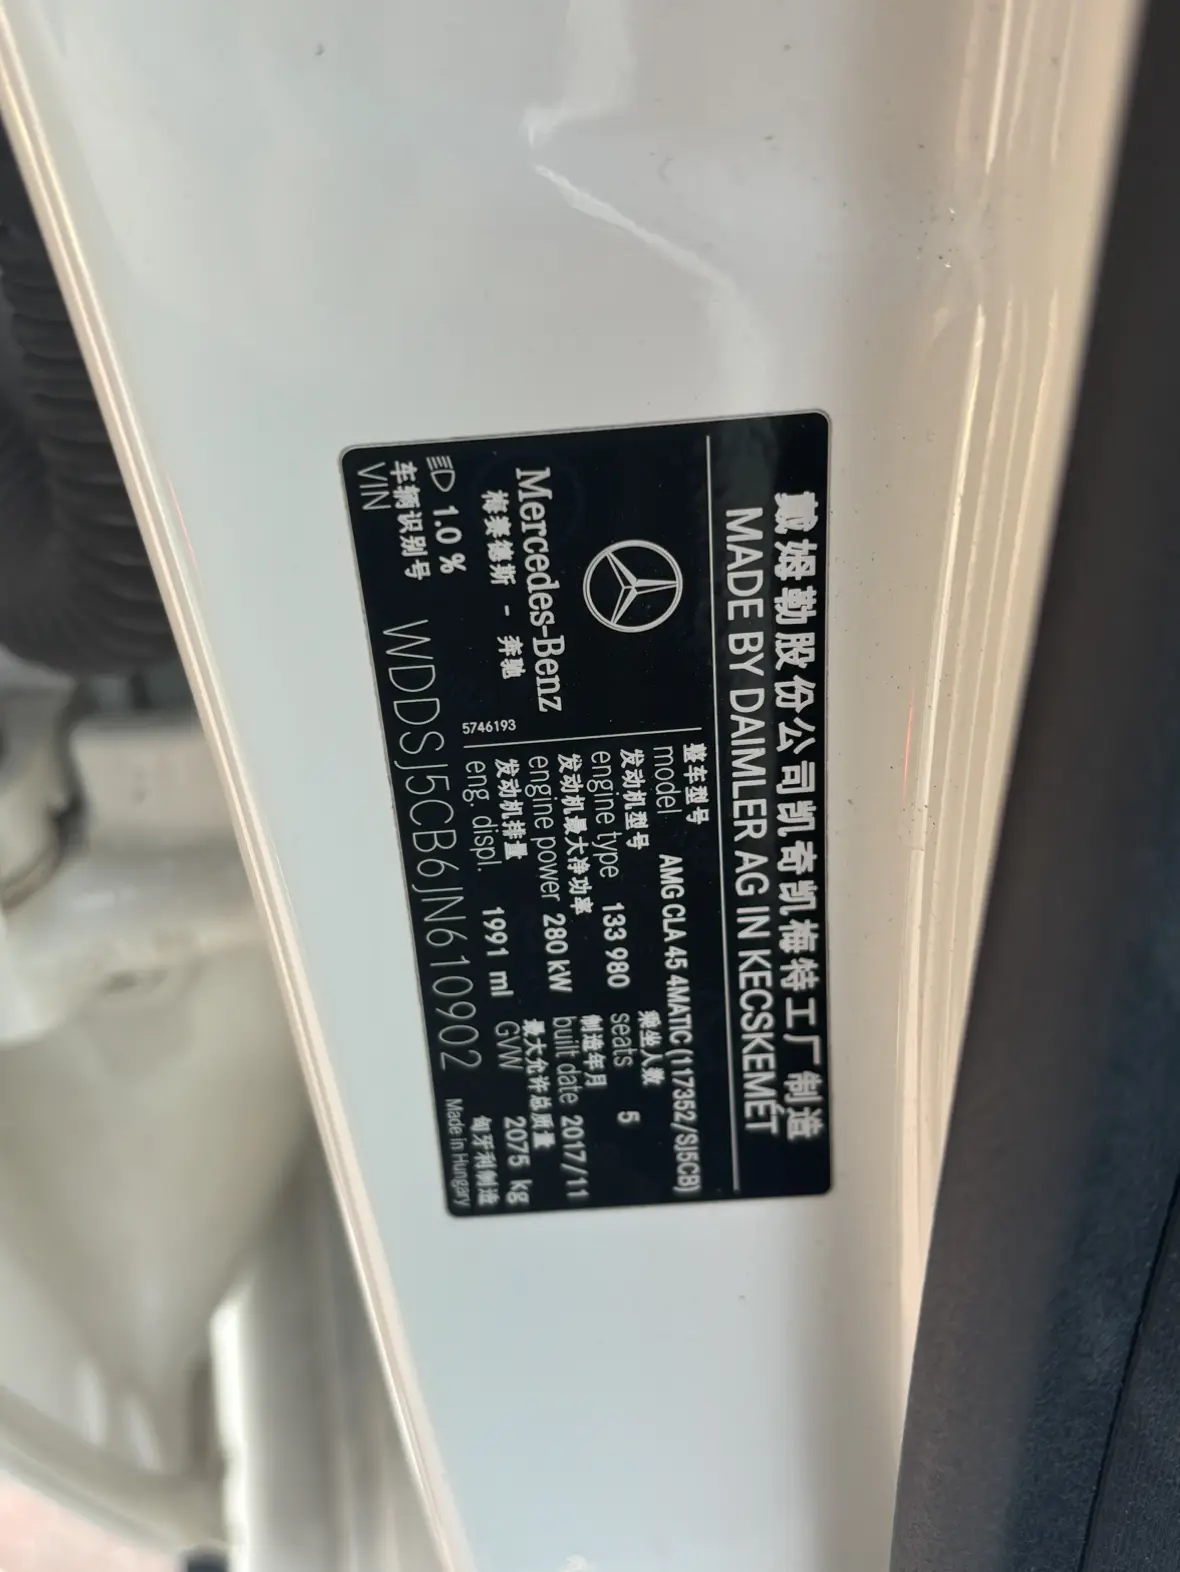 戴姆勒股份公司凯奇凯梅特工厂制造
MADE BY DAIMLER AG IN KECSKEMÉT
Mercedes-Benz
梅赛德斯 - 奔驰
1.0 %
5746193
整车型号
model AMG CLA 45 4MATIC (117352/SJ5CB)
发动机型号
engine type 133 980
乘坐人数
seats 5
发动机最大净功率
engine power 280 kW
制造年月
built date 2017/11
发动机排量
eng. displ. 1991 ml
最大允许总质量
GVW 2075 kg
车辆识别号
VIN WDDSJ5CB6JN610902
匈牙利制造
Made in Hungary